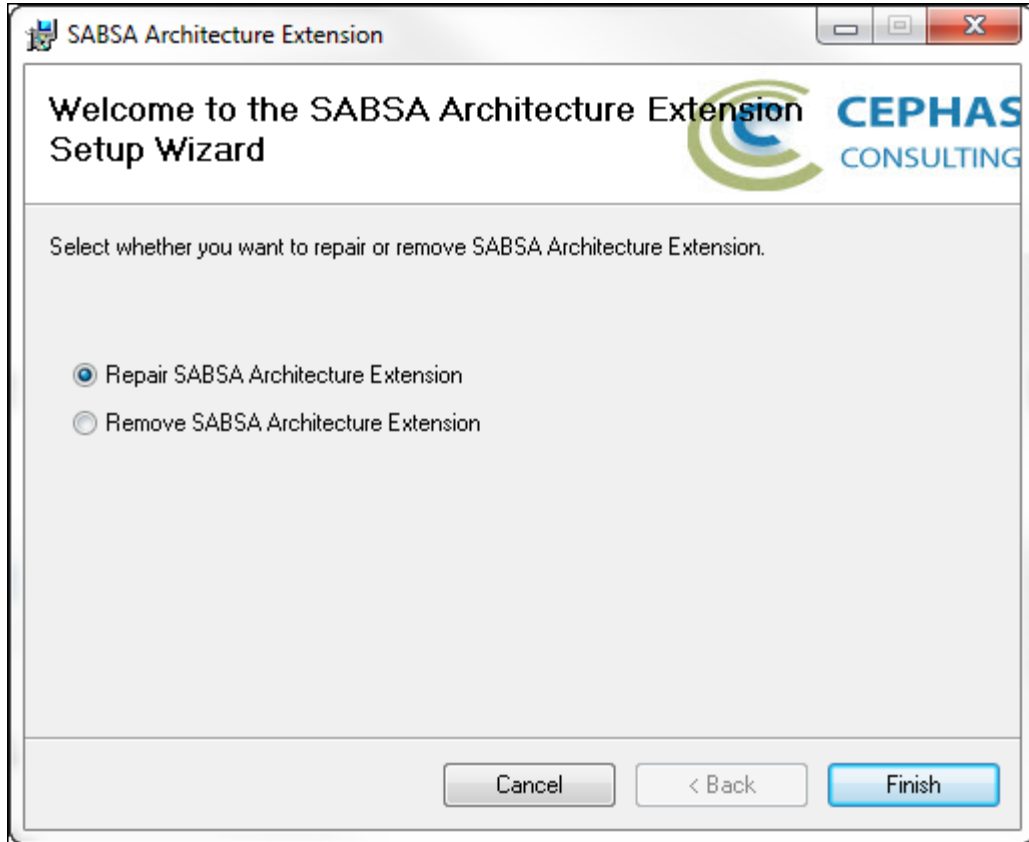 SABSA Architecture Extension
Welcome to the SABSA Architecture Extension
Setup Wizard
CEPHAS
CONSULTING
C
Select whether you want to repair or remove SABSA Architecture Extension.
Repair SABSA Architecture Extension
Remove SABSA Architecture Extension
Cancel
< Back
Finish